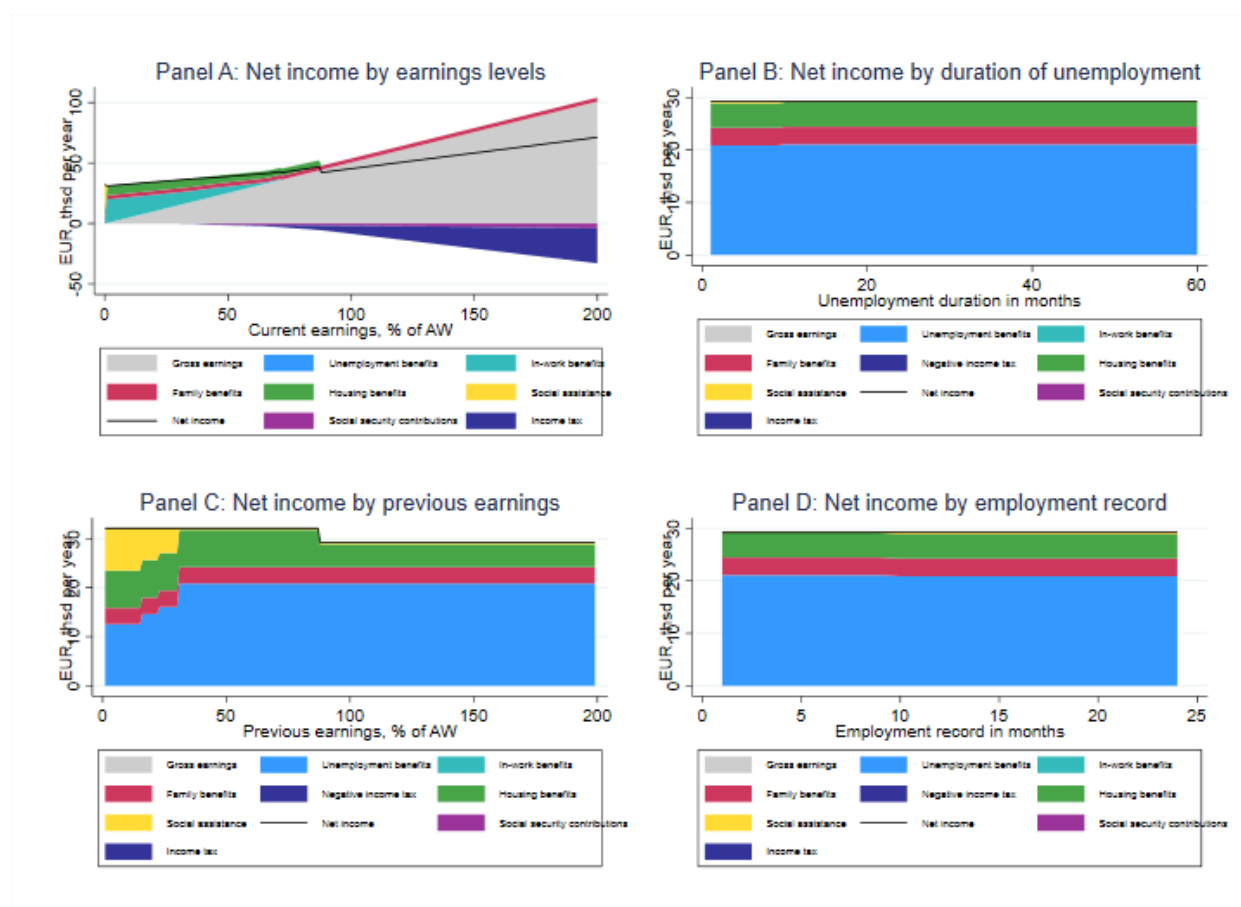 Panel A: Net income by earnings levels
EUR, thsd per year
100
50
0
-50
0 50 100 150 200
Current earnings, % of AW
Gross earnings Unemployment benefits In-work benefits
Family benefits Housing benefits Social assistance
Net income Social security contributions Income tax
Panel B: Net income by duration of unemployment
EUR, thsd per year
30
20
10
0
0 20 40 60
Unemployment duration in months
Gross earnings Unemployment benefits In-work benefits
Family benefits Negative income tax Housing benefits
Social assistance Net income Social security contributions
Income tax
Panel C: Net income by previous earnings
EUR, thsd per year
30
20
10
0
0 50 100 150 200
Previous earnings, % of AW
Gross earnings Unemployment benefits In-work benefits
Family benefits Negative income tax Housing benefits
Social assistance Net income Social security contributions
Income tax
Panel D: Net income by employment record
EUR, thsd per year
30
20
10
0
0 5 10 15 20 25
Employment record in months
Gross earnings Unemployment benefits In-work benefits
Family benefits Negative income tax Housing benefits
Social assistance Net income Social security contributions
Income tax